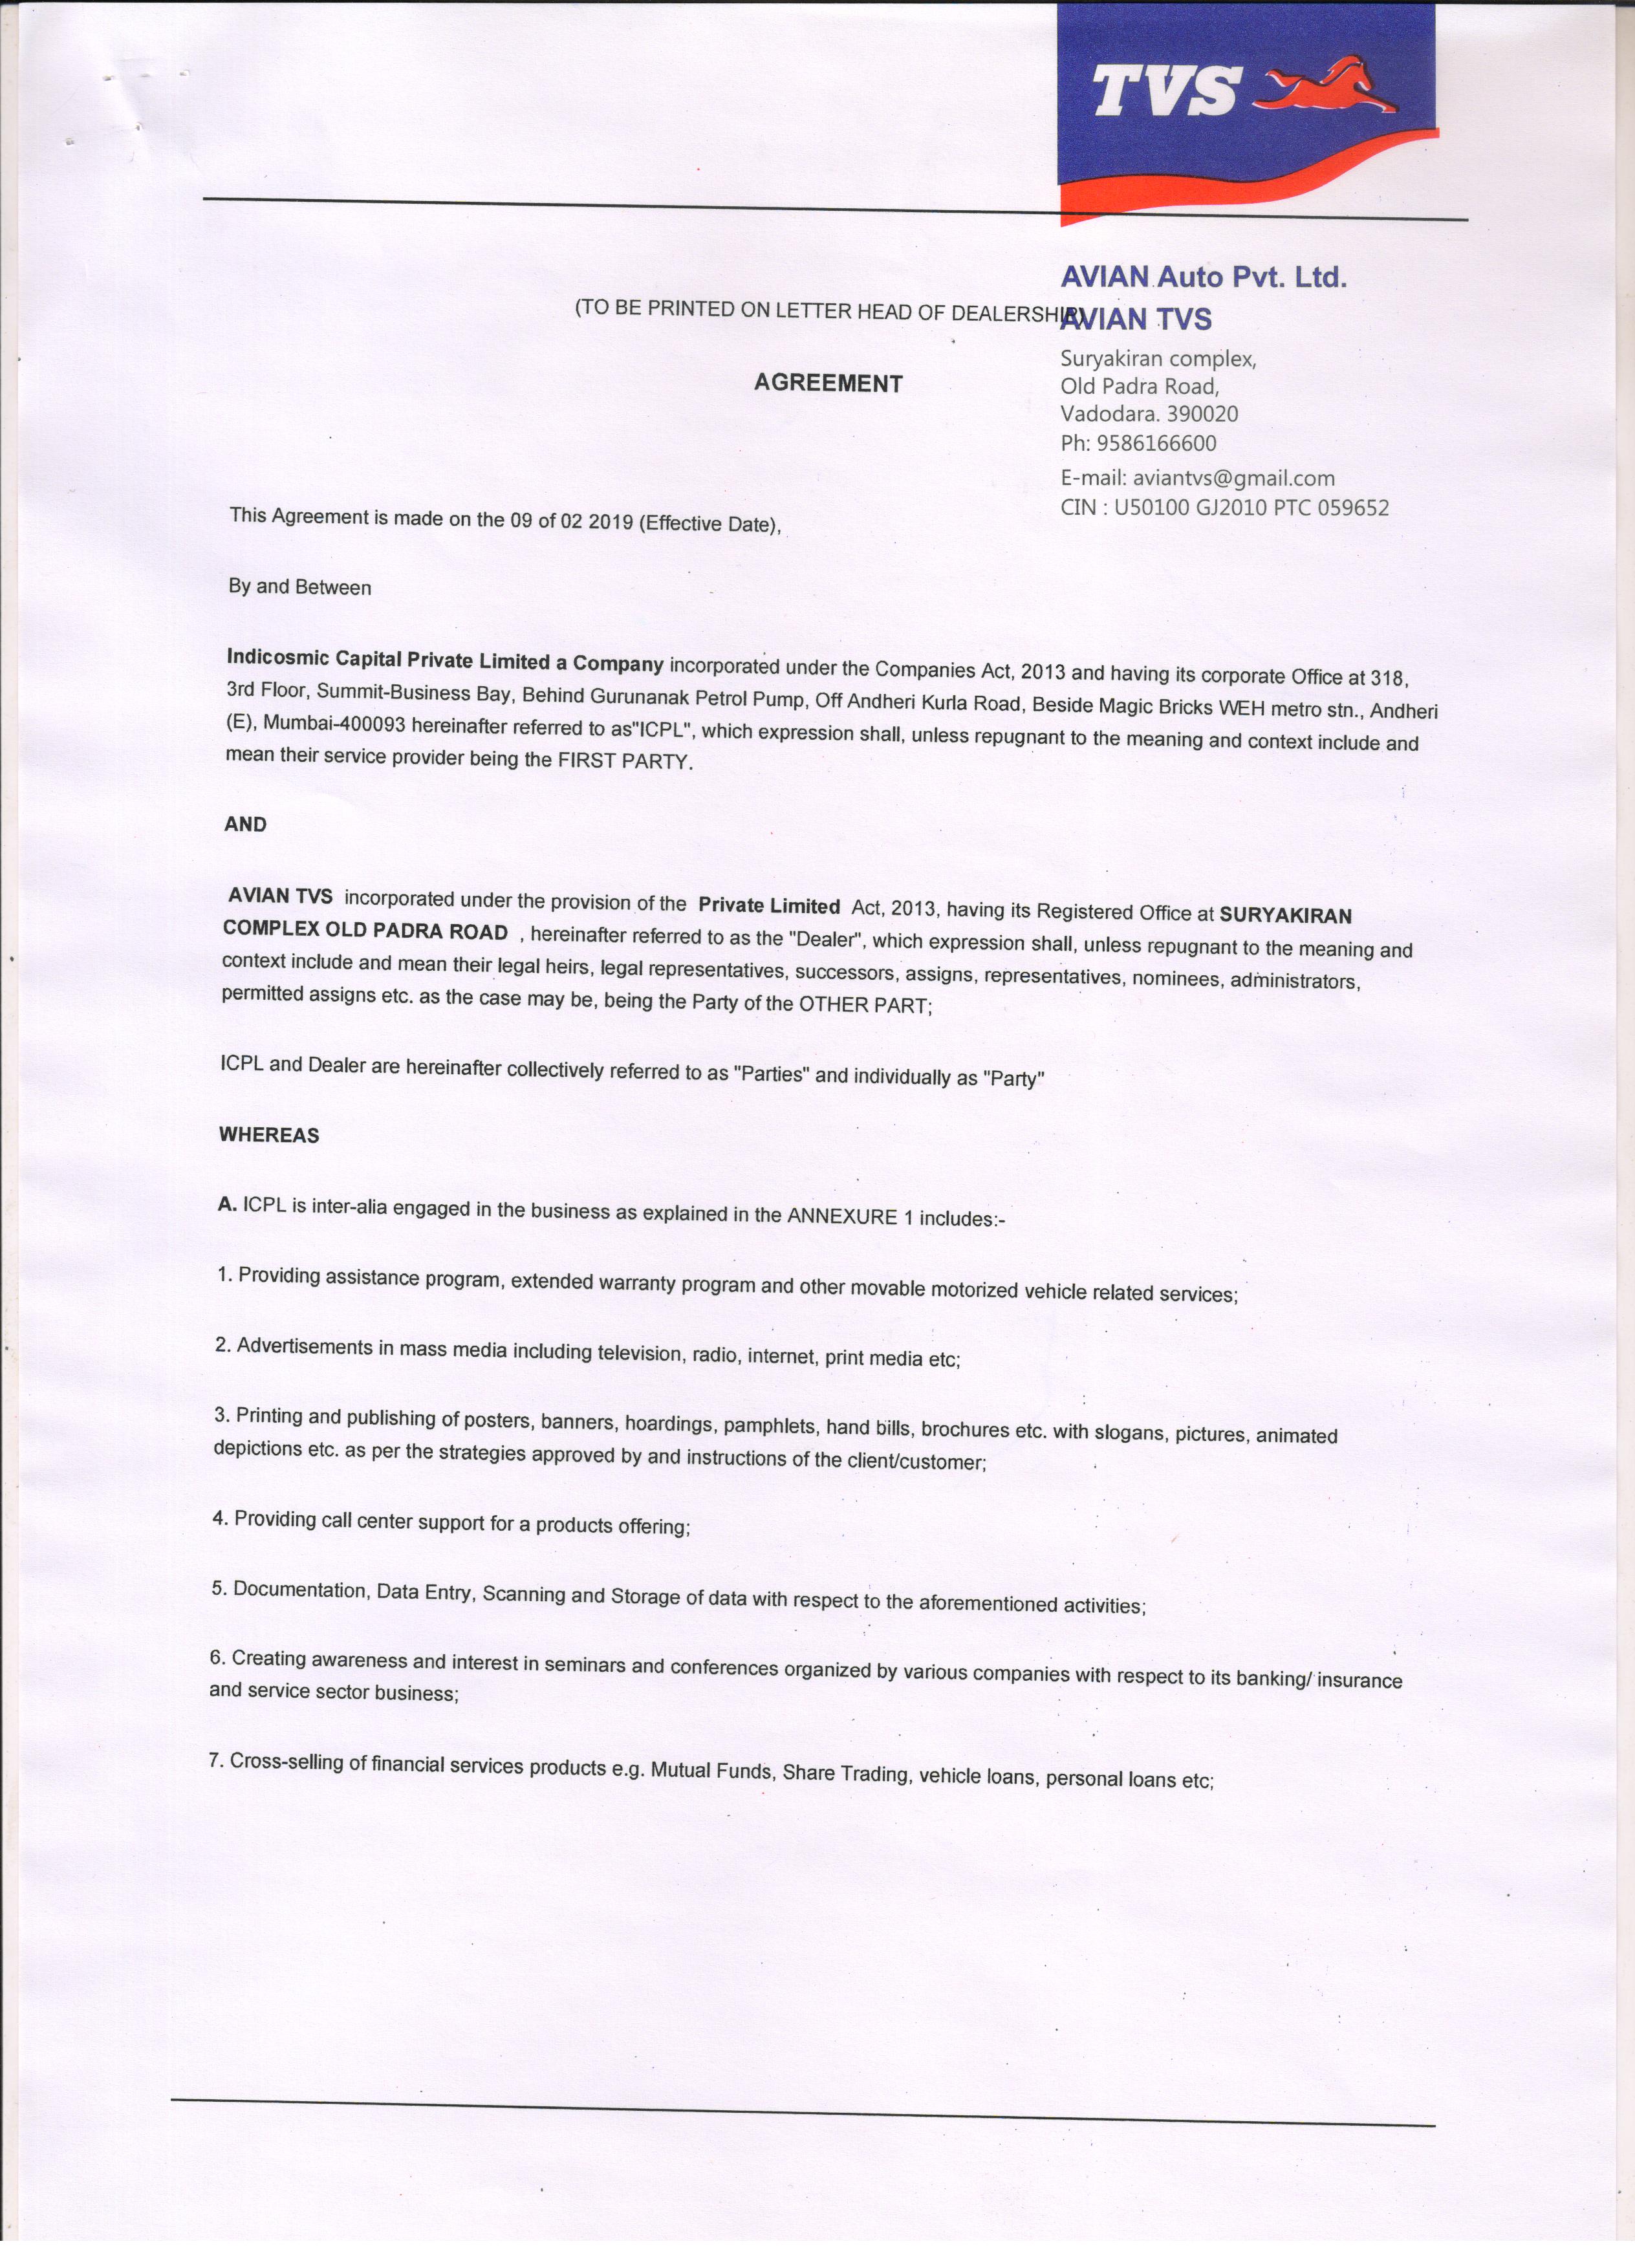 TVS
AVIAN Auto Pvt. Ltd.
(TO BE PRINTED ON LETTER HEAD OF DEALERSHIP)
AVIAN TVS
Suryakiran complex,
Old Padra Road,
Vadodara. 390020
Ph: 9586166600
E-mail: aviantvs@gmail.com
CIN : U50100 GJ2010 PTC 059652
AGREEMENT
This Agreement is made on the 09 of 02 2019 (Effective Date),
By and Between
Indicosmic Capital Private Limited a Company incorporated under the Companies Act, 2013 and having its corporate Office at 318,
3rd Floor, Summit-Business Bay, Behind Gurunanak Petrol Pump, Off Andheri Kurla Road, Beside Magic Bricks WEH metro stn., Andheri
(E), Mumbai-400093 hereinafter referred to as"ICPL", which expression shall, unless repugnant to the meaning and context include and
mean their service provider being the FIRST PARTY.
AND
AVIAN TVS incorporated under the provision of the Private Limited Act, 2013, having its Registered Office at SURYAKIRAN
COMPLEX OLD PADRA ROAD , hereinafter referred to as the "Dealer", which expression shall, unless repugnant to the meaning and
context include and mean their legal heirs, legal representatives, successors, assigns, representatives, nominees, administrators,
permitted assigns etc. as the case may be, being the Party of the OTHER PART;
ICPL and Dealer are hereinafter collectively referred to as "Parties" and individually as "Party"
WHEREAS
A. ICPL is inter-alia engaged in the business as explained in the ANNEXURE 1 includes:-
1. Providing assistance program, extended warranty program and other movable motorized vehicle related services;
2. Advertisements in mass media including television, radio, internet, print media etc;
3. Printing and publishing of posters, banners, hoardings, pamphlets, hand bills, brochures etc. with slogans, pictures, animated
depictions etc. as per the strategies approved by and instructions of the client/customer;
4. Providing call center support for a products offering;
5. Documentation, Data Entry, Scanning and Storage of data with respect to the aforementioned activities;
6. Creating awareness and interest in seminars and conferences organized by various companies with respect to its banking/ insurance
and service sector business;
7. Cross-selling of financial services products e.g. Mutual Funds, Share Trading, vehicle loans, personal loans etc;